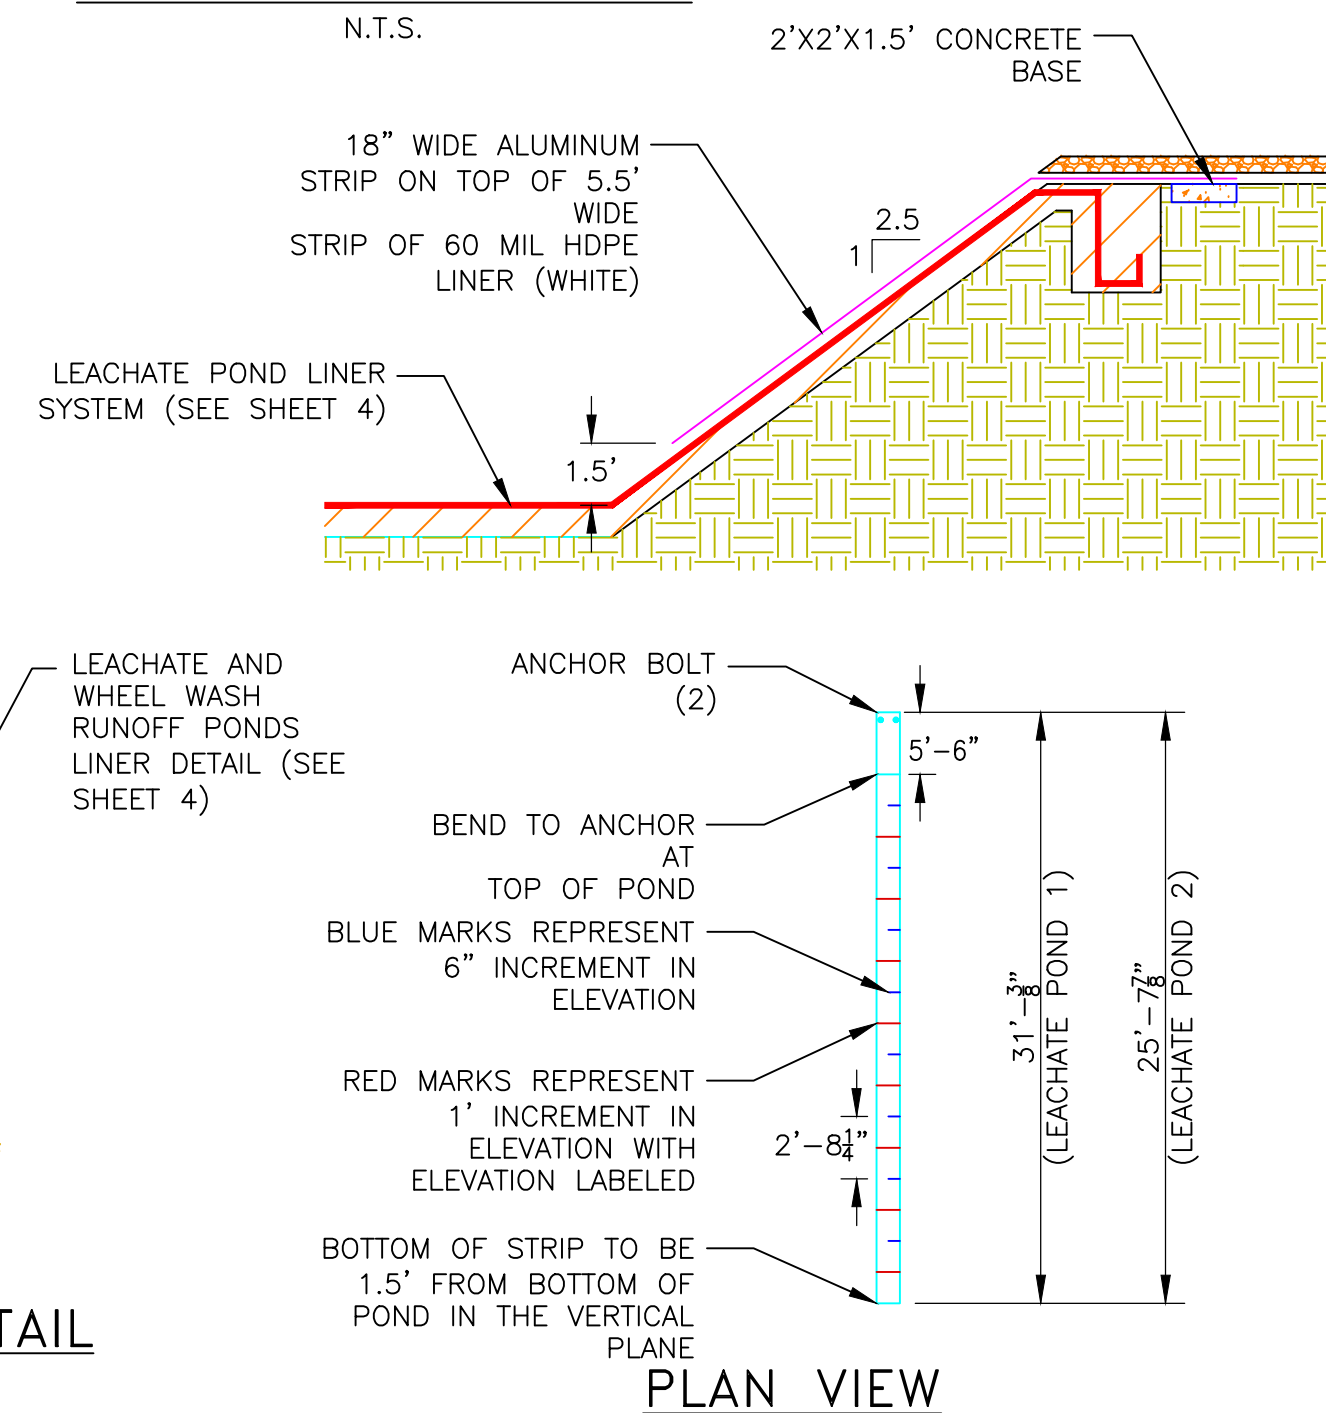 N.T.S.
2'X2'X1.5' CONCRETE
BASE
18" WIDE ALUMINUM
STRIP ON TOP OF 5.5'
WIDE
STRIP OF 60 MIL HDPE
LINER (WHITE)
2.5
1
LEACHATE POND LINER
SYSTEM (SEE SHEET 4)
1.5'
LEACHATE AND
WHEEL WASH
RUNOFF PONDS
LINER DETAIL (SEE
SHEET 4)
ANCHOR BOLT
(2)
5'-6"
BEND TO ANCHOR
AT
TOP OF POND
BLUE MARKS REPRESENT
6" INCREMENT IN
ELEVATION
RED MARKS REPRESENT
1' INCREMENT IN
ELEVATION WITH
ELEVATION LABELED
2'-8 1/4"
BOTTOM OF STRIP TO BE
1.5' FROM BOTTOM OF
POND IN THE VERTICAL
PLANE
31'-3/8"
(LEACHATE POND 1)
25'-7 7/8"
(LEACHATE POND 2)
TAIL
PLAN VIEW